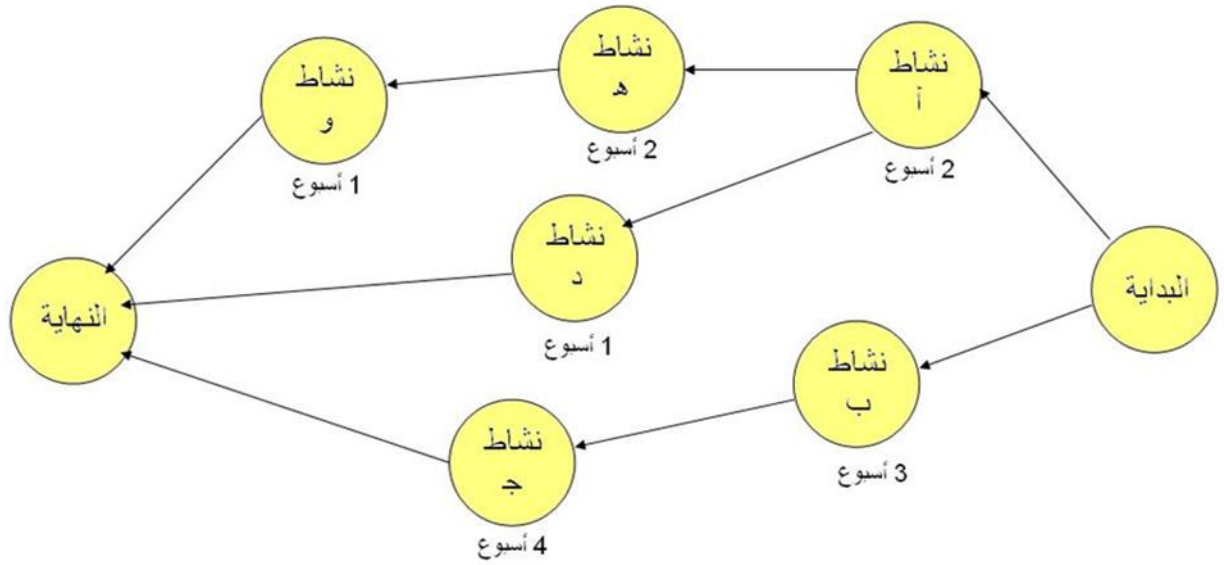 البداية
نشاط
أ
2 أسبوع
نشاط
ه
2 أسبوع
نشاط
و
1 أسبوع
نشاط
د
1 أسبوع
نشاط
ب
3 أسبوع
نشاط
ج
4 أسبوع
النهاية